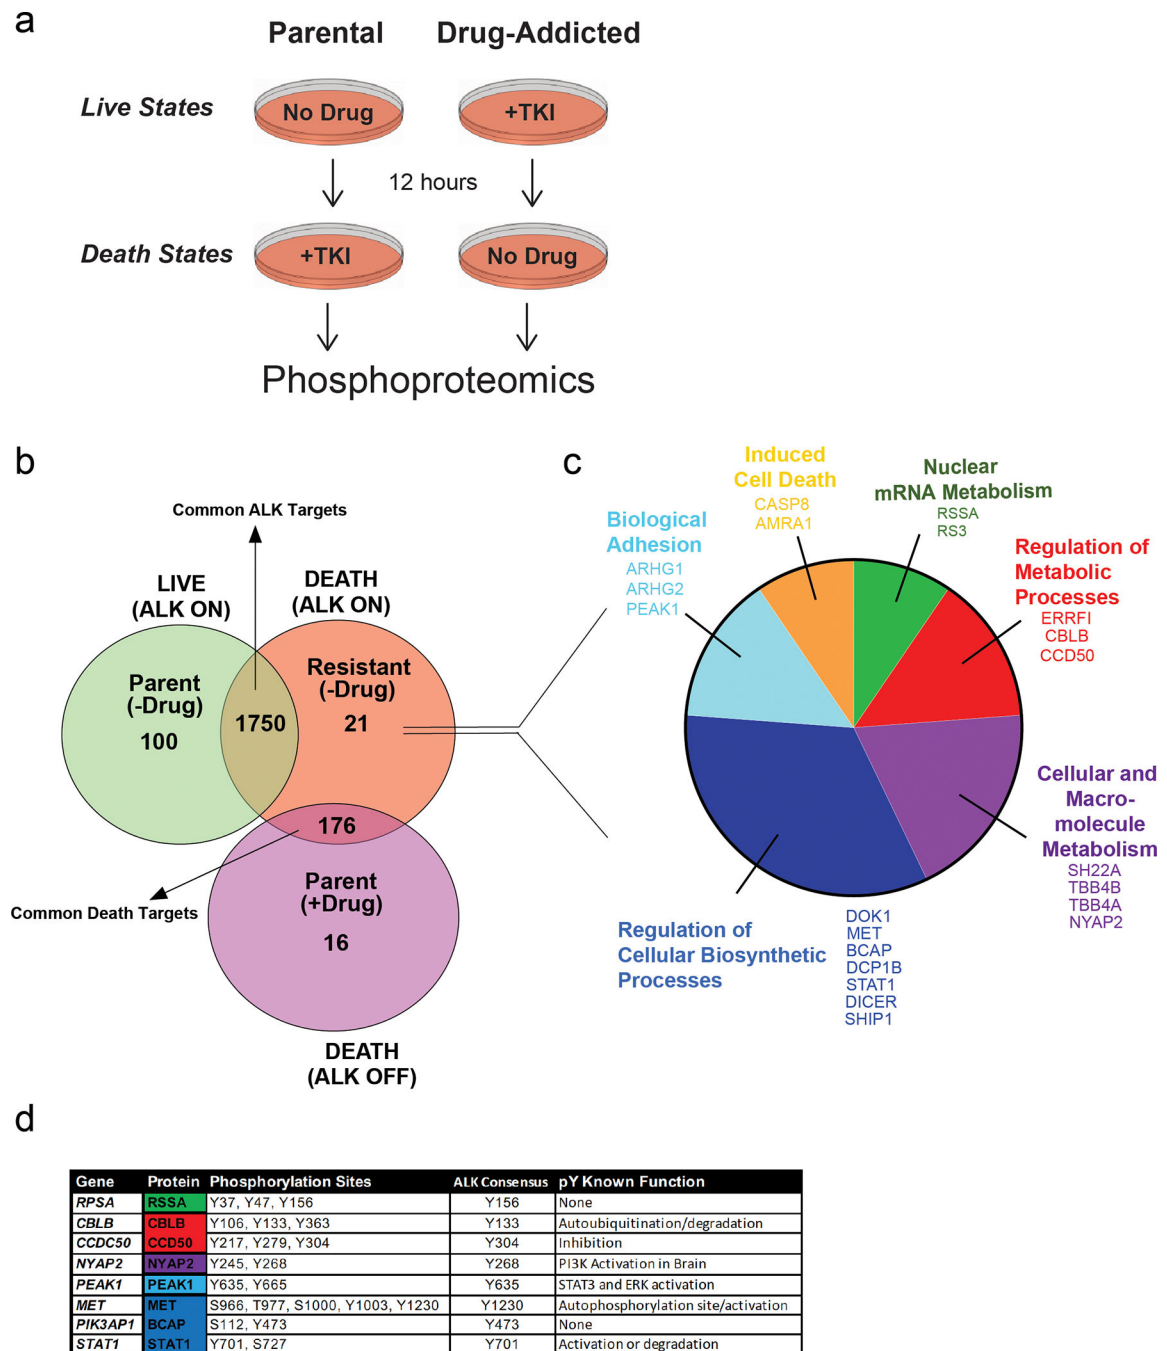 a
Parental
Drug-Addicted
Live States
No Drug
+TKI
12 hours
Death States
+TKI
No Drug
Phosphoproteomics
b
Common ALK Targets
LIVE
(ALK ON)
DEATH
(ALK ON)
Parent
(-Drug)
100
1750
Resistant
(-Drug)
21
176
Common Death Targets
Parent
(+Drug)
16
DEATH
(ALK OFF)
c
Induced
Cell Death
CASP8
AMRA1
Nuclear
mRNA Metabolism
RSSA
RS3
Biological
Adhesion
ARHG1
ARHG2
PEAK1
Regulation of
Metabolic
Processes
ERRFI
CBLB
CCD50
Cellular and
Macro-
molecule
Metabolism
SH22A
TBB4B
TBB4A
NYAP2
Regulation of
Cellular Biosynthetic
Processes
DOK1
MET
BCAP
DCP1B
STAT1
DICER
SHIP1
d
Gene Protein Phosphorylation Sites ALK Consensus pY Known Function
RPSA RSSA Y37, Y47, Y156 Y156 None
CBLB CBLB Y106, Y133, Y363 Y133 Autoubiquitination/degradation
CCDC50 CCD50 Y217, Y279, Y304 Y304 Inhibition
NYAP2 NYAP2 Y245, Y268 Y268 PI3K Activation in Brain
PEAK1 PEAK1 Y635, Y665 Y635 STAT3 and ERK activation
MET MET S966, T977, S1000, Y1003, Y1230 Y1230 Autophosphorylation site/activation
PIK3AP1 BCAP S112, Y473 Y473 None
STAT1 STAT1 Y701, S727 Y701 Activation or degradation